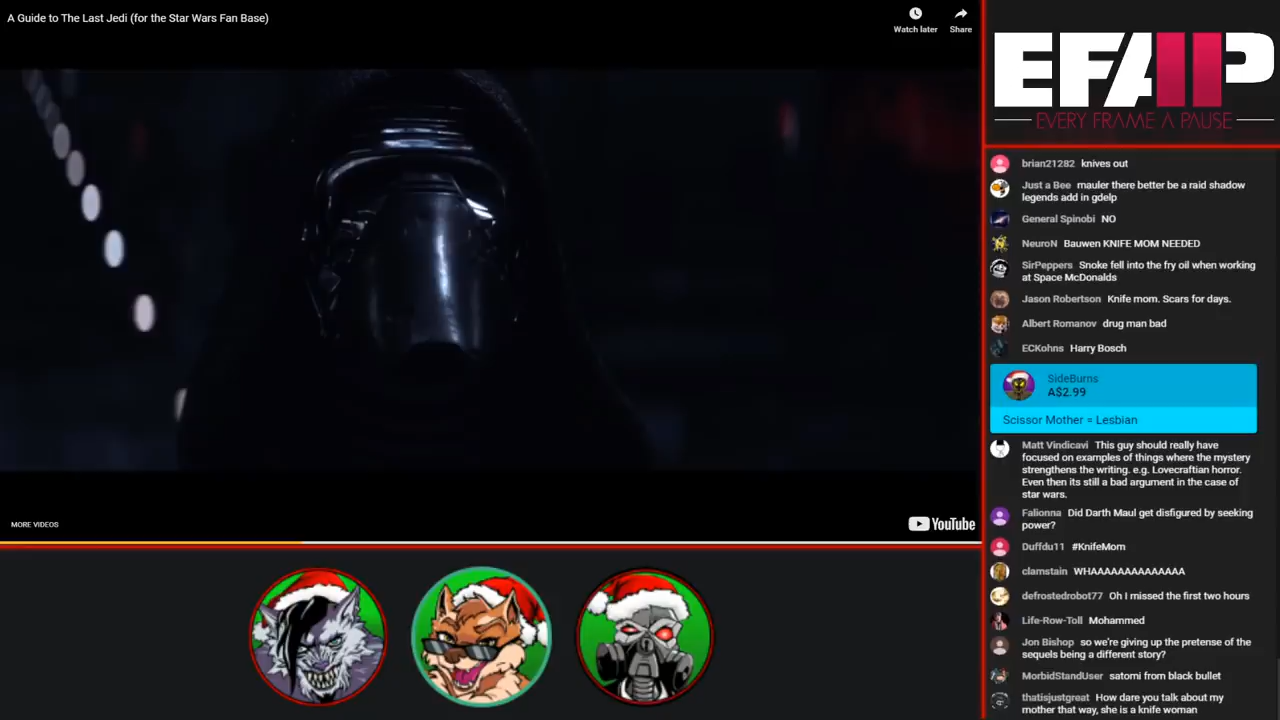 A Guide to The Last Jedi (for the Star Wars Fan Base)
Watch later
Share
MORE VIDEOS
YouTube
EFAP
EVERY FRAME A PAUSE
brian21282 knives out
Just a Bee mauler there better be a raid shadow
legends add in gdelp
General Spinobi NO
NeuroN Bauwen KNIFE MOM NEEDED
SirPeppers Snoke fell into the fry oil when working
at Space McDonalds
Jason Robertson Knife mom. Scars for days.
Albert Romanov drug man bad
ECKohns Harry Bosch
SideBurns
A$2.99
Scissor Mother = Lesbian
Matt Vindicavi This guy should really have
focused on examples of things where the mystery
strengthens the writing. e.g. Lovecraftian horror.
Even then its still a bad argument in the case of
star wars.
Falionna Did Darth Maul get disfigured by seeking
power?
Duffdu11 #KnifeMom
clamstain WHAAAAAAAAAAAAA
defrostedrobot77 Oh I missed the first two hours
Life-Row-Toll Mohammed
Jon Bishop so we're giving up the pretense of the
sequels being a different story?
MorbidStandUser satomi from black bullet
thatisjustgreat How dare you talk about my
mother that way, she is a knife woman